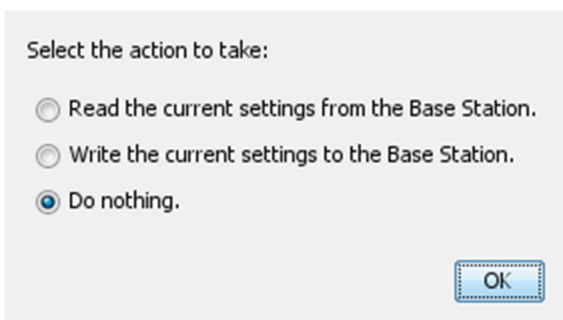 Select the action to take:
Read the current settings from the Base Station.
Write the current settings to the Base Station.
Do nothing.
OK